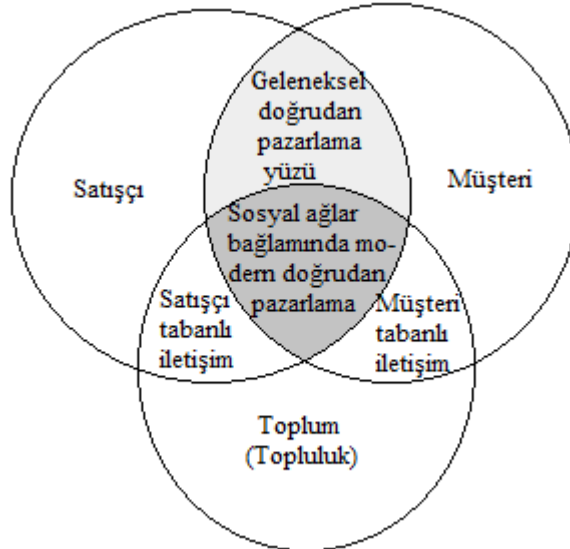 Geleneksel
doğrudan
pazarlama
yüzü
Satışçı
Müşteri
Sosyal ağlar
bağlamında mo-
dern doğrudan
pazarlama
Satışçı
tabanlı
iletişim
Müşteri
tabanlı
iletişim
Toplum
(Topluluk)